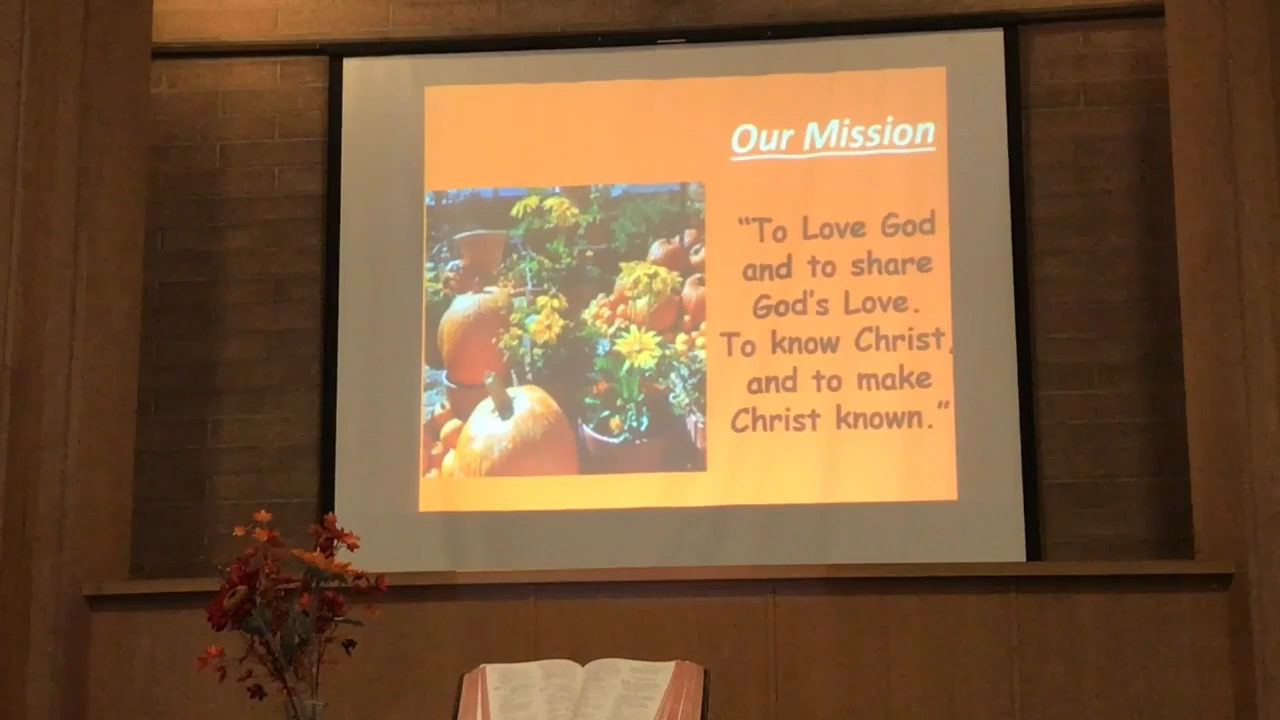 Our Mission
“To Love God
and to share
God's Love.
To know Christ,
and to make
Christ known.”